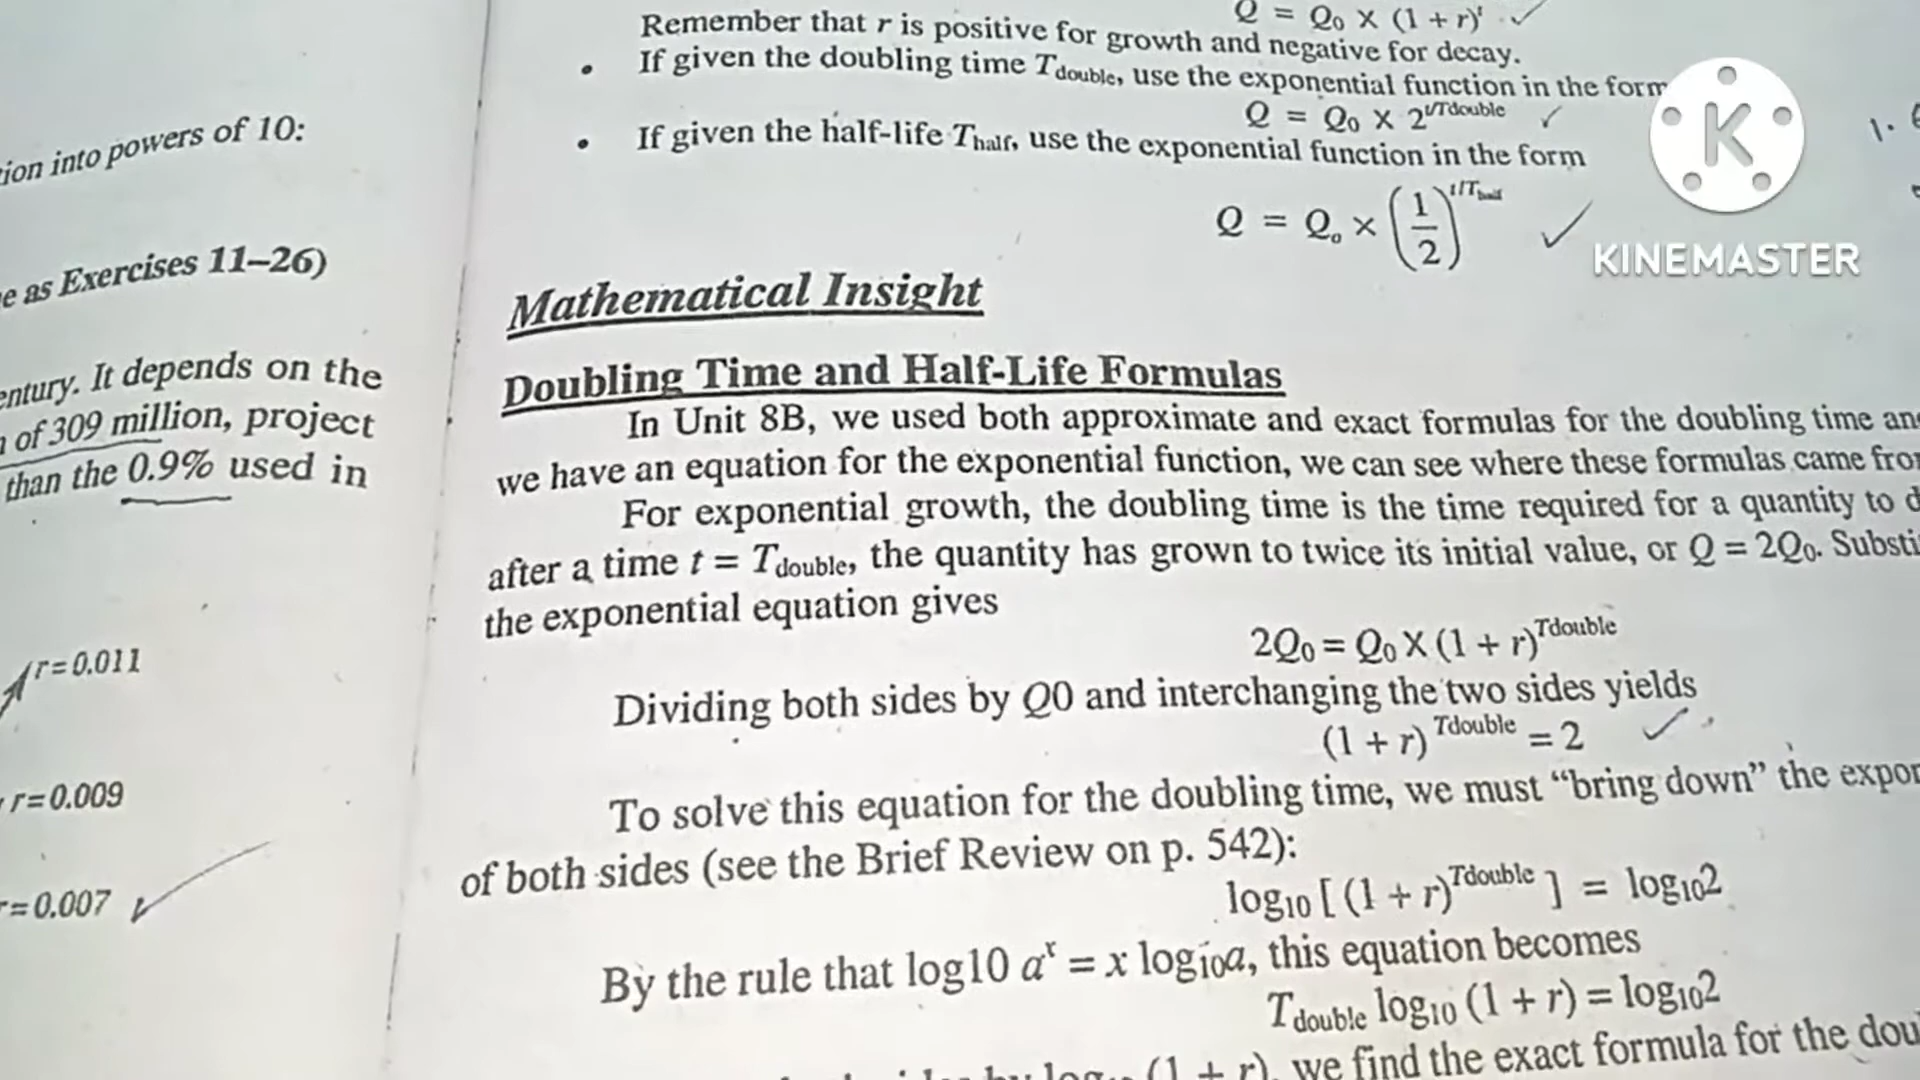 ion into powers of 10:
e as Exercises 11–26)
entury. It depends on the
of 309 million, project
than the 0.9% used in
r=0.011
r=0.009
r=0.007
Q = Q0 X (1 + r)t
Remember that r is positive for growth and negative for decay.
• If given the doubling time Tdouble, use the exponential function in the form
Q = Q0 X 2t/Tdouble
• If given the half-life Thalf, use the exponential function in the form
Q = Qo × (1/2)t/Thalf
Mathematical Insight
Doubling Time and Half-Life Formulas
In Unit 8B, we used both approximate and exact formulas for the doubling time an
we have an equation for the exponential function, we can see where these formulas came from
For exponential growth, the doubling time is the time required for a quantity to d
after a time t = Tdouble, the quantity has grown to twice its initial value, or Q = 2Q0. Substi
the exponential equation gives
2Q0 = Q0 X (1 + r)Tdouble
Dividing both sides by Q0 and interchanging the two sides yields
(1 + r) Tdouble = 2
To solve this equation for the doubling time, we must “bring down” the expon
of both sides (see the Brief Review on p. 542):
log10 [ (1 + r)Tdouble ] = log102
By the rule that log10 ax = x log10a, this equation becomes
Tdouble log10 (1 + r) = log102
(1 + r), we find the exact formula for the dou
K
KINEMASTER
1.